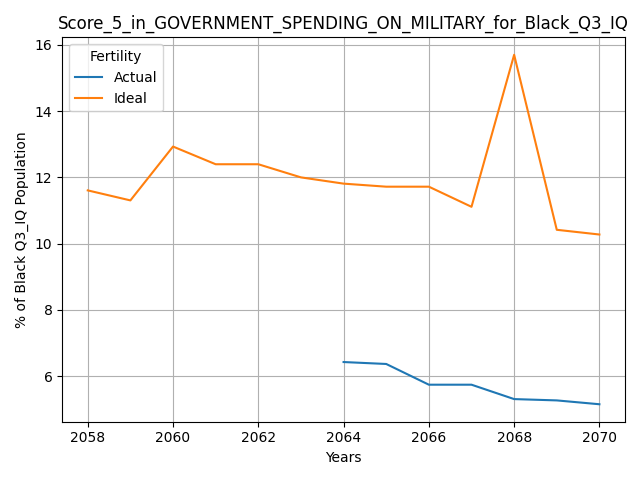 Score_5_in_GOVERNMENT_SPENDING_ON_MILITARY_for_Black_Q3_IQ
Fertility
Actual
Ideal
% of Black Q3_IQ Population
16
14
12
10
8
6
2058
2060
2062
2064
2066
2068
2070
Years